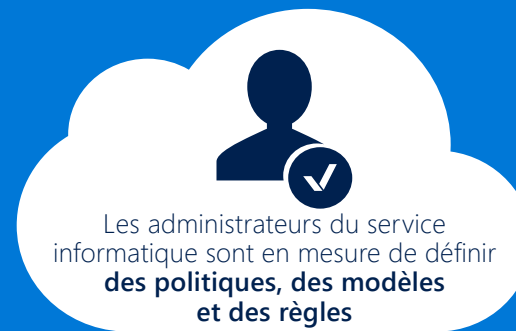 Les administrateurs du service
informatique sont en mesure de définir
des politiques, des modèles
et des règles